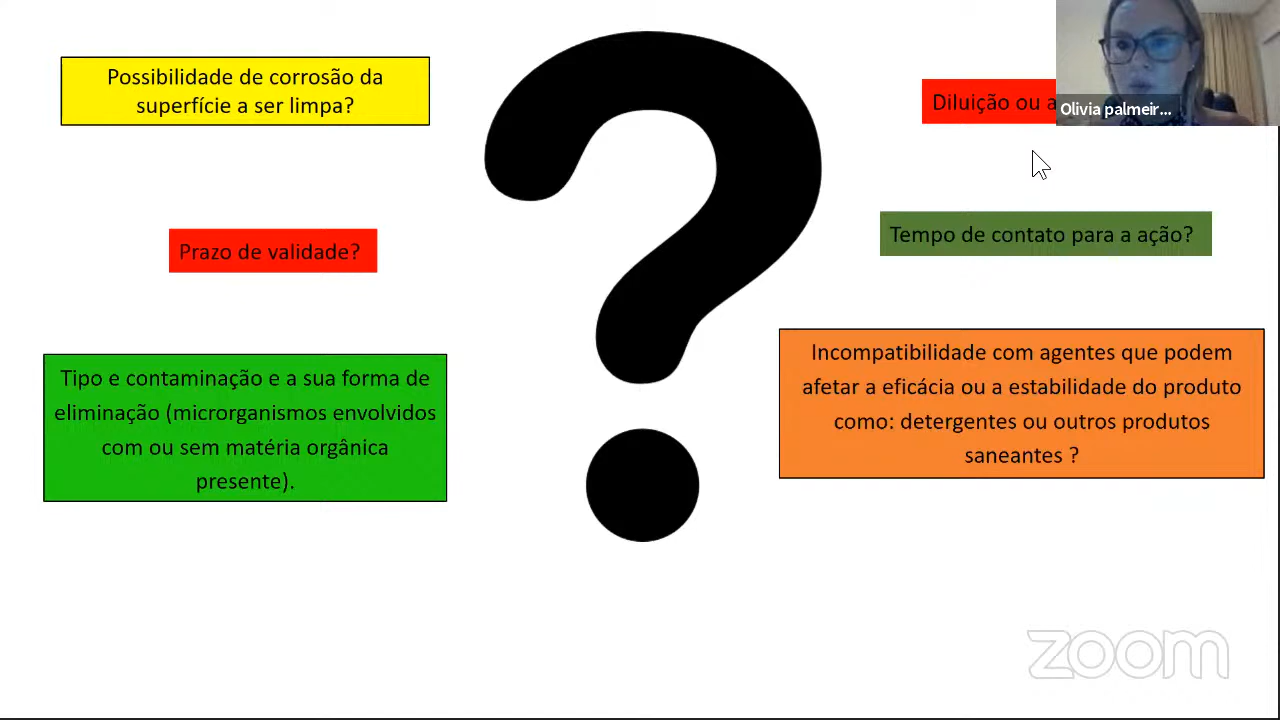 Possibilidade de corrosão da
superfície a ser limpa?
Diluição ou
Olivia palmeir...
Prazo de validade?
Tempo de contato para a ação?
Tipo e contaminação e a sua forma de
eliminação (microrganismos envolvidos
com ou sem matéria orgânica
presente).
Incompatibilidade com agentes que podem
afetar a eficácia ou a estabilidade do produto
como: detergentes ou outros produtos
saneantes ?
zoom